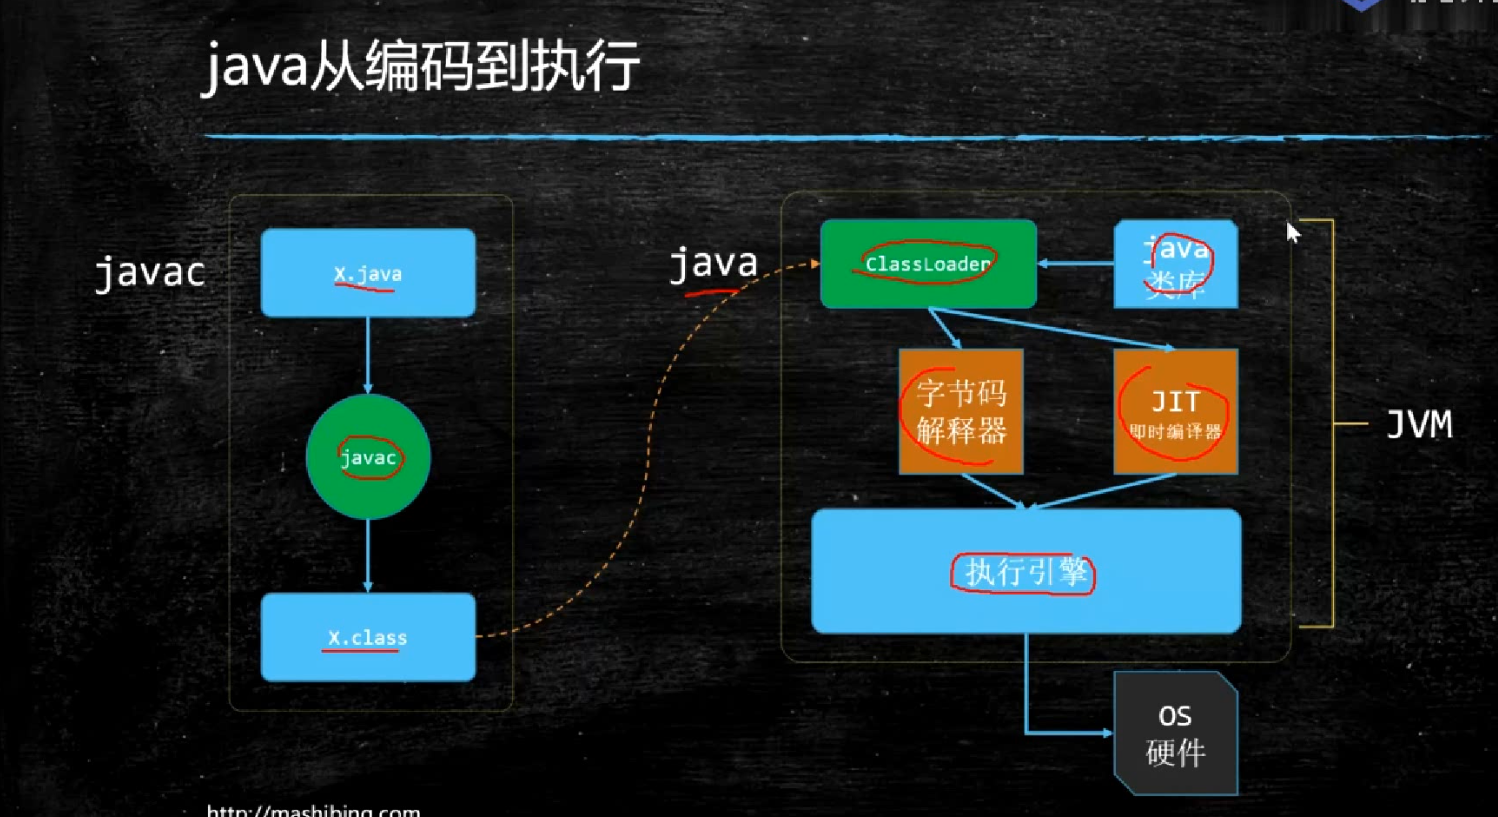 java从编码到执行
javac
X.java
javac
X.class
java
ClassLoader
java
类库
字节码
解释器
JIT
即时编译器
执行引擎
JVM
OS
硬件
http://mashibing.com